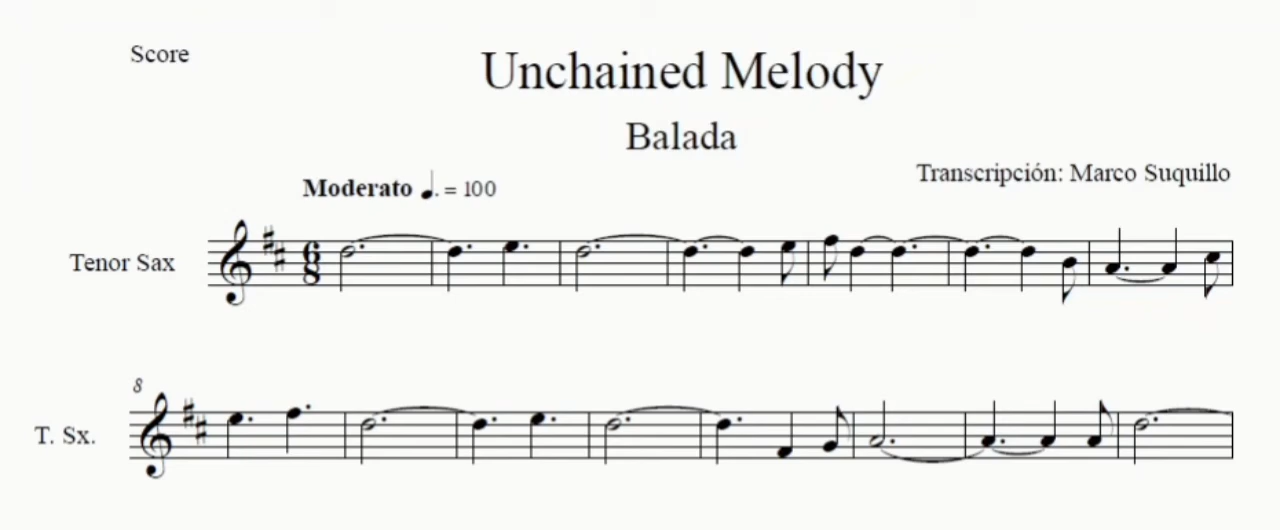 Score
Unchained Melody
Balada
Transcripción: Marco Suquillo
Moderato ♩. = 100
Tenor Sax
6
8
8
T. Sx.